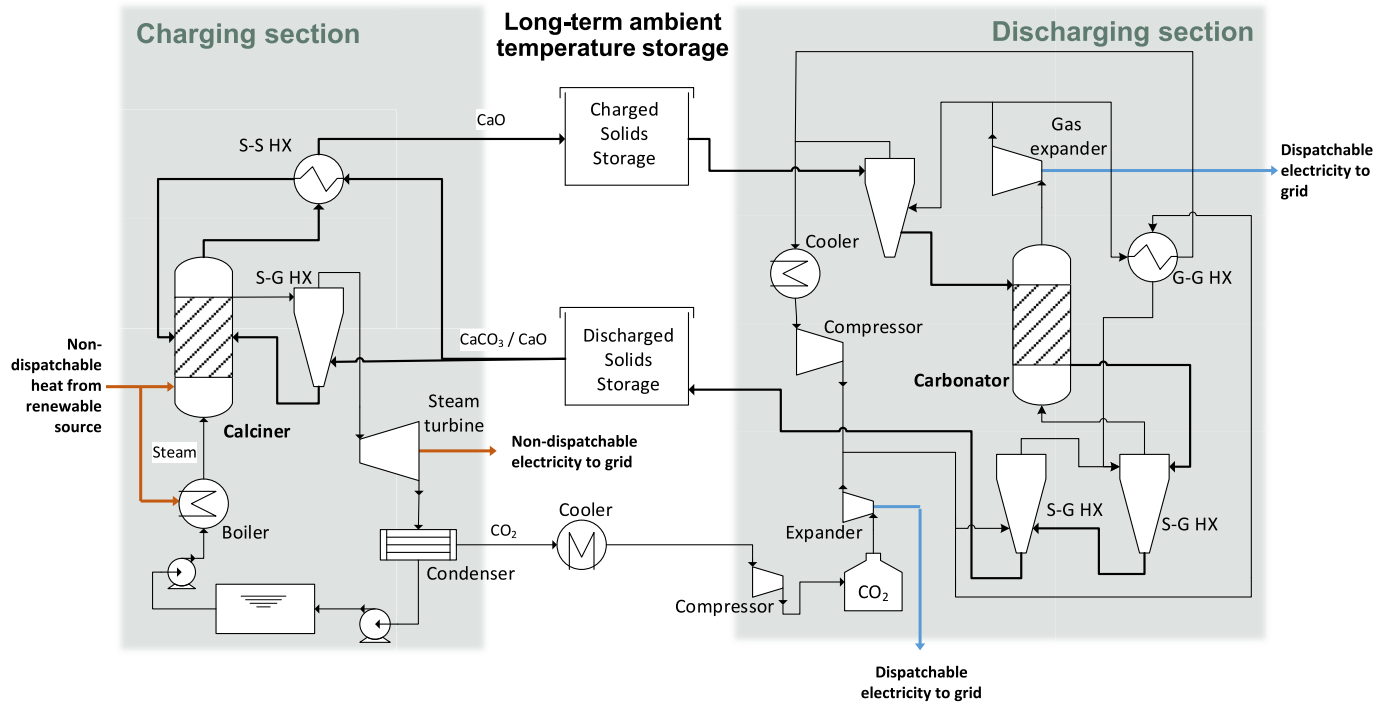 Charging section
Long-term ambient
temperature storage
Discharging section
CaO
Charged
Solids
Storage
Gas
expander
Dispatchable
electricity to
grid
S-S HX
Cooler
S-G HX
G-G HX
Compressor
CaCO₃ / CaO
Discharged
Solids
Storage
Non-
dispatchable
heat from
renewable
source
Carbonator
Calciner
Steam
turbine
Non-dispatchable
electricity to grid
Steam
Boiler
S-G HX
S-G HX
Cooler
Expander
CO₂
Condenser
Compressor
CO₂
Dispatchable
electricity to grid